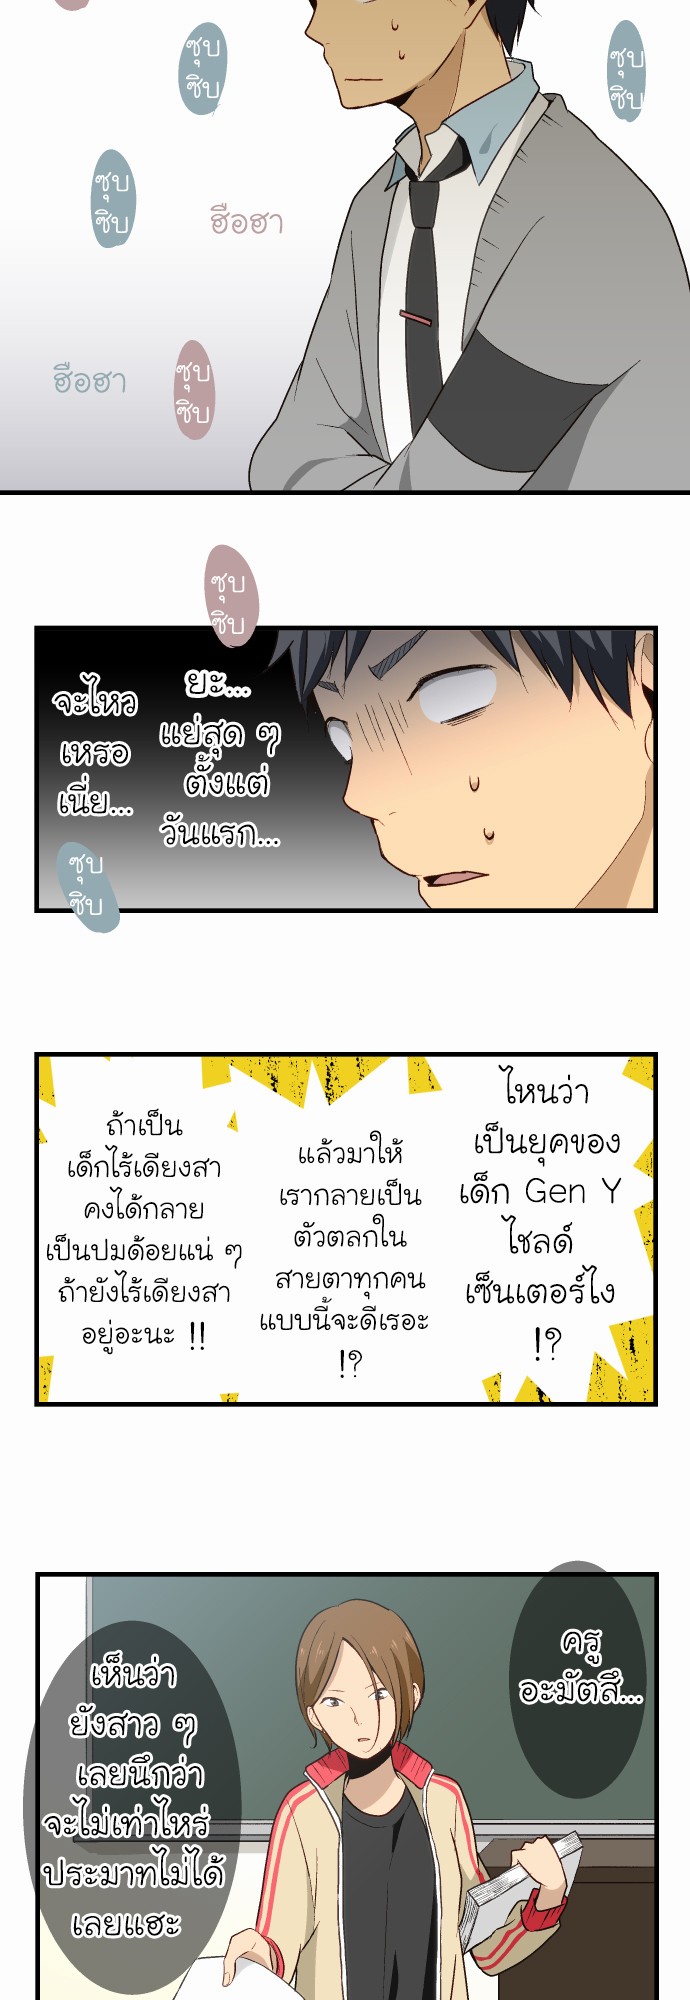 ซุบ
ซิบ
ซุบ
ซิบ
ซุบ
ซิบ
ฮือฮา
ฮือฮา
ซุบ
ซิบ
ซุบ
ซิบ
ยะ...
แย่สุด ๆ
ตั้งแต่
วันแรก...
จะไหว
เหรอ
เนี่ย...
ซุบ
ซิบ
ไหนว่า
เป็นยุคของ
เด็ก Gen Y
ไชลด์
เซ็นเตอร์ไง
!?
แล้วมาให้
เรากลายเป็น
ตัวตลกใน
สายตาทุกคน
แบบนี้จะดีเรอะ
!?
ถ้าเป็น
เด็กไร้เดียงสา
คงได้กลาย
เป็นปมด้อยแน่ ๆ
ถ้ายังไร้เดียงสา
อยู่อะนะ !!
ครู
อะมัตสึ...
เห็นว่า
ยังสาว ๆ
เลยนึกว่า
จะไม่เท่าไหร่
ประมาทไม่ได้
เลยแฮะ